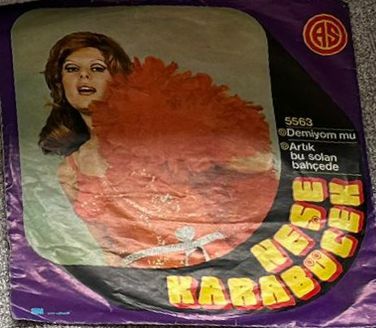 AS
5563
Demiyom mu
Artık
bu solan
bahçede
NEŞE
KARABÖCEK